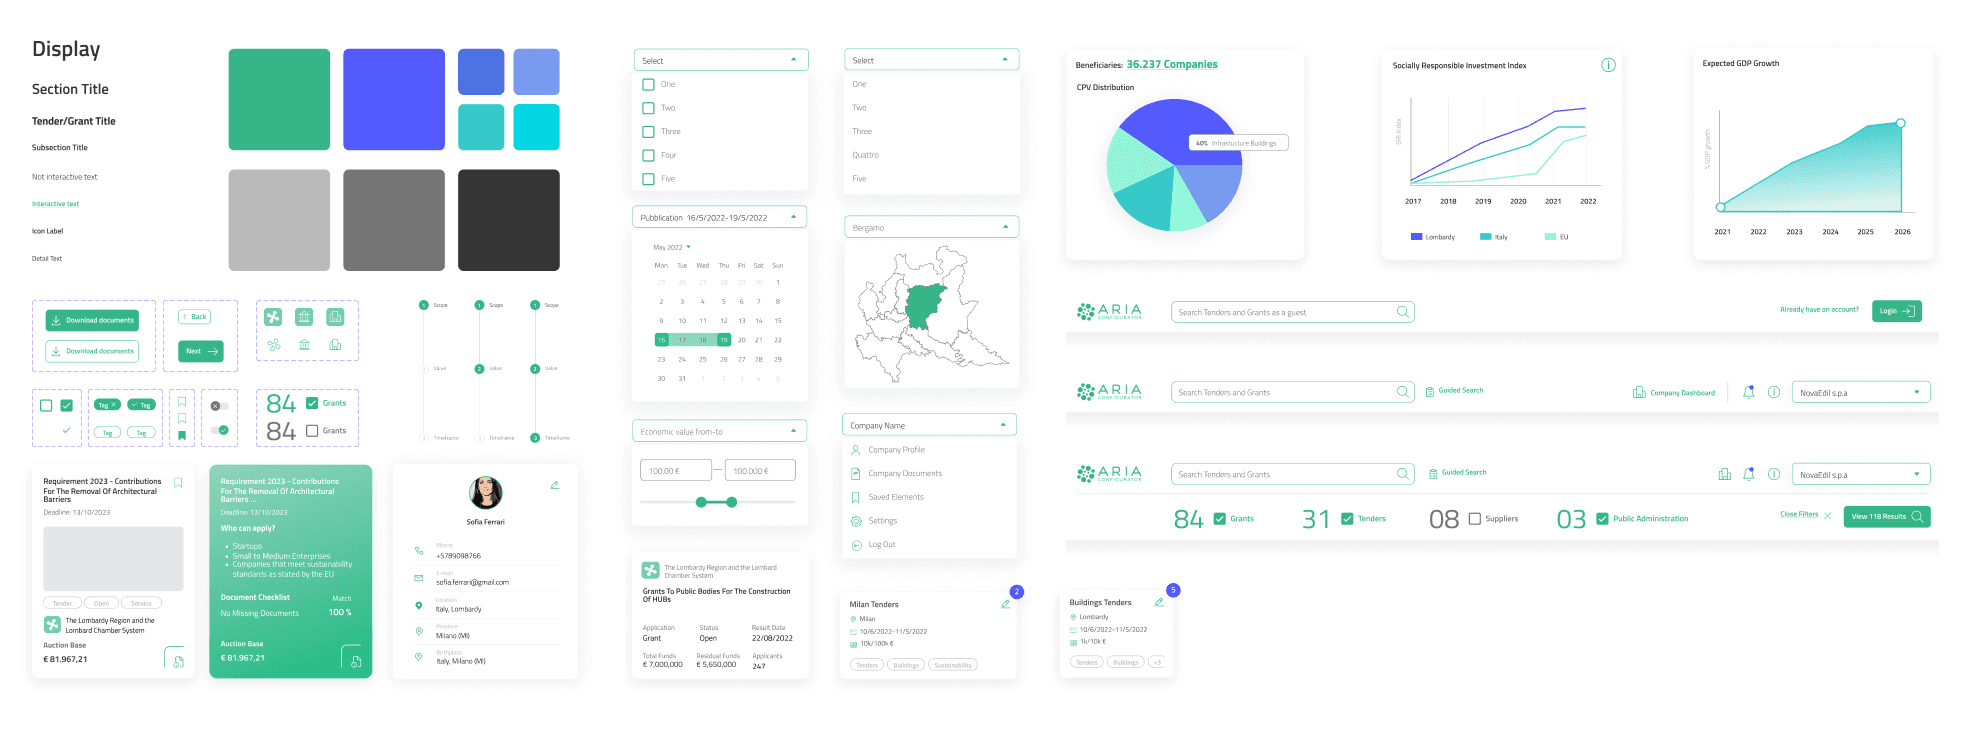 Display
Section Title
Tender/Grant Title
Subsection Title
Not interactive text
Interactive text
Icon Label
Detail Text
Download documents
Download documents
Back
Next
Tag
Tag
Tag
Tag
84 Grants
84 Grants
1 Scope
1 Scope
1 Scope
2 Value
2 Value
2 Value
3 Timeframe
3 Timeframe
3 Timeframe
Requirement 2023 - Contributions
For The Removal Of Architectural
Barriers
Deadline: 13/10/2023
Tender
Open
Service
The Lombardy Region and the
Lombard Chamber System
Auction Base
€ 81.967,21
Requirement 2023 - Contributions
For The Removal Of Architectural
Barriers ...
Deadline: 13/10/2023
Who can apply?
• Startups
• Small to Medium Enterprises
• Companies that meet sustainability
standards as stated by the EU
Document Checklist
Match
No Missing Documents
100 %
Auction Base
€ 81.967,21
Sofia Ferrari
Phone
+5789098766
E-mail
sofia.ferrari@gmail.com
Location
Italy, Lombardy
Province
Milano (MI)
Birthplace
Italy, Milano (MI)
Select
One
Two
Three
Four
Five
Pubblication 16/5/2022-19/5/2022
May 2022
Mon Tue Wed Thu Fri Sat Sun
25 26 27 28 29 30 1
2 3 4 5 6 7 8
9 10 11 12 13 14 15
16 17 18 19 20 21 22
23 24 25 26 27 28 29
30 31 1 2 3 4 5
Economic value from-to
100.00 €
100.000 €
The Lombardy Region and the Lombard
Chamber System
Grants To Public Bodies For The Construction
Of HUBs
Application Status Result Date
Grant Open 22/08/2022
Total Funds Residual Funds Applicants
€ 7,000,000 € 5,650,000 247
Select
One
Two
Three
Quattro
Five
Bergamo
Company Name
Company Profile
Company Documents
Saved Elements
Settings
Log Out
2
Milan Tenders
Milan
10/6/2022-11/5/2022
10k/100k €
Tenders
Buildings
Sustainability
5
Buildings Tenders
Lombardy
10/6/2022-11/5/2022
1k/10k €
Tenders
Buildings
+3
Beneficiaries: 36.237 Companies
CPV Distribution
40% Infrastucture Buildings
Socially Responsible Investment Index
SRI index
2017 2018 2019 2020 2021 2022
Lombardy
Italy
EU
Expected GDP Growth
% GDP growth
2021 2022 2023 2024 2025 2026
ARIA
CONFIGURATOR
Search Tenders and Grants as a guest
Already have an account?
Login
ARIA
CONFIGURATOR
Search Tenders and Grants
Guided Search
Company Dashboard
NovaEdil s.p.a
ARIA
CONFIGURATOR
Search Tenders and Grants
Guided Search
NovaEdil s.p.a
84 Grants
31 Tenders
08 Suppliers
03 Public Administration
Close Filters
View 118 Results